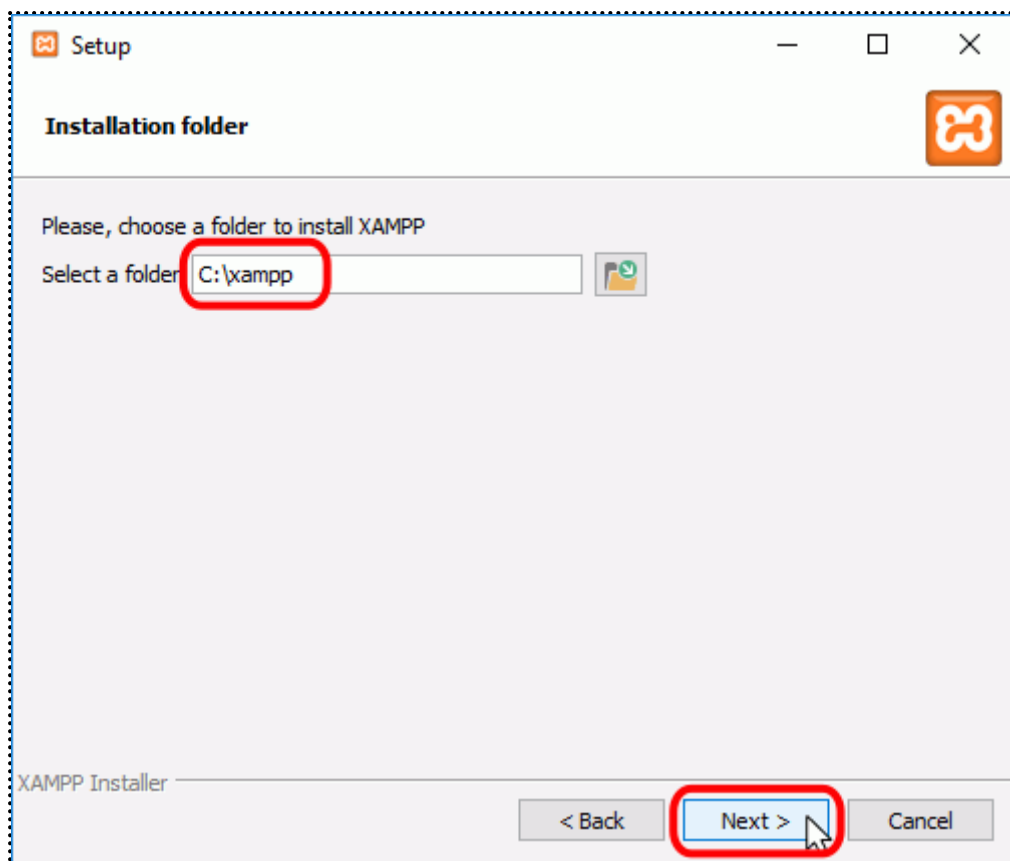 Setup
Installation folder
Please, choose a folder to install XAMPP
Select a folder C:\xampp
XAMPP Installer
< Back Next > Cancel